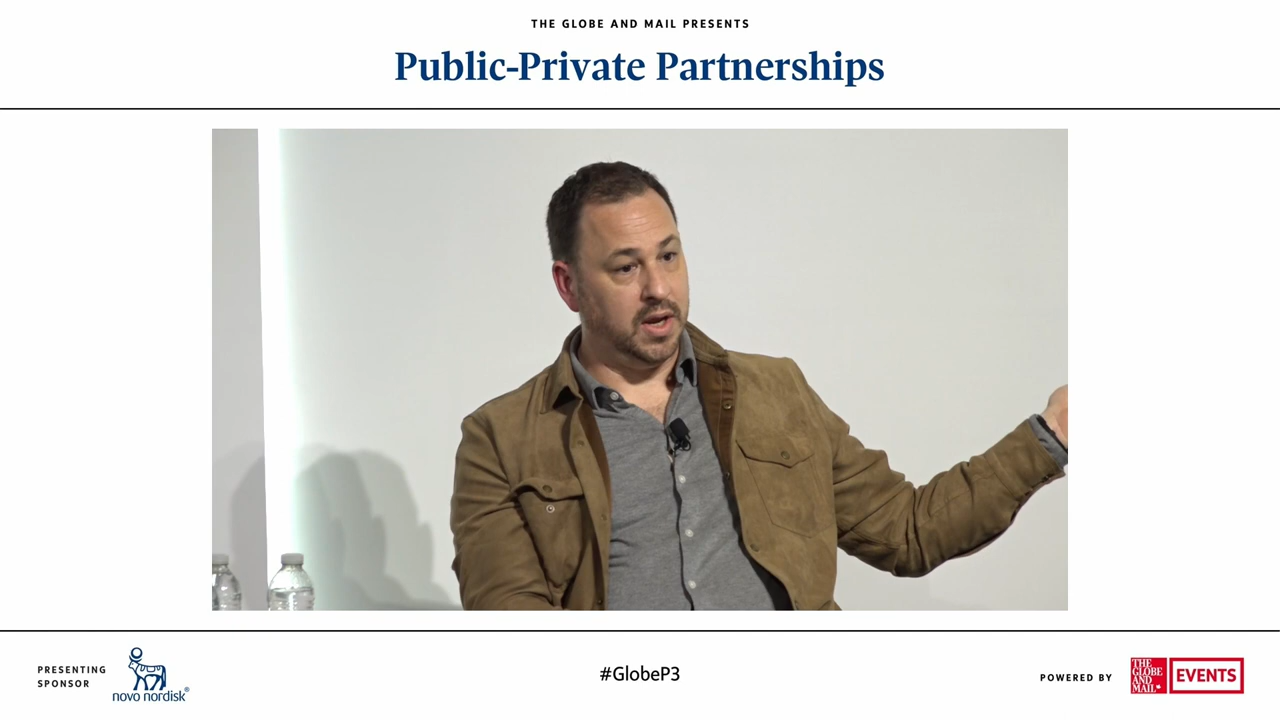 THE GLOBE AND MAIL PRESENTS
Public-Private Partnerships
PRESENTING
SPONSOR
novo nordisk®
#GlobeP3
POWERED BY
THE
GLOBE
AND
MAIL
EVENTS